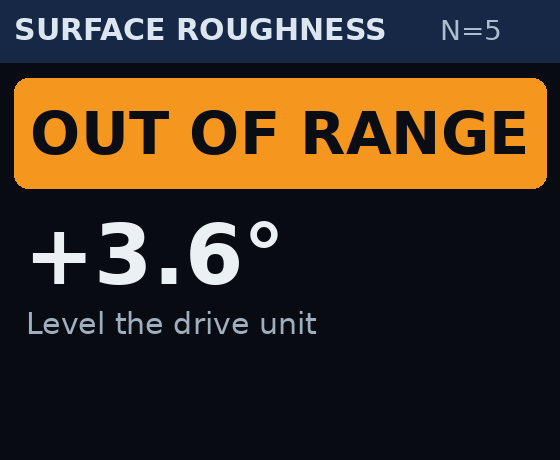 SURFACE ROUGHNESS N=5
OUT OF RANGE
+3.6°
Level the drive unit